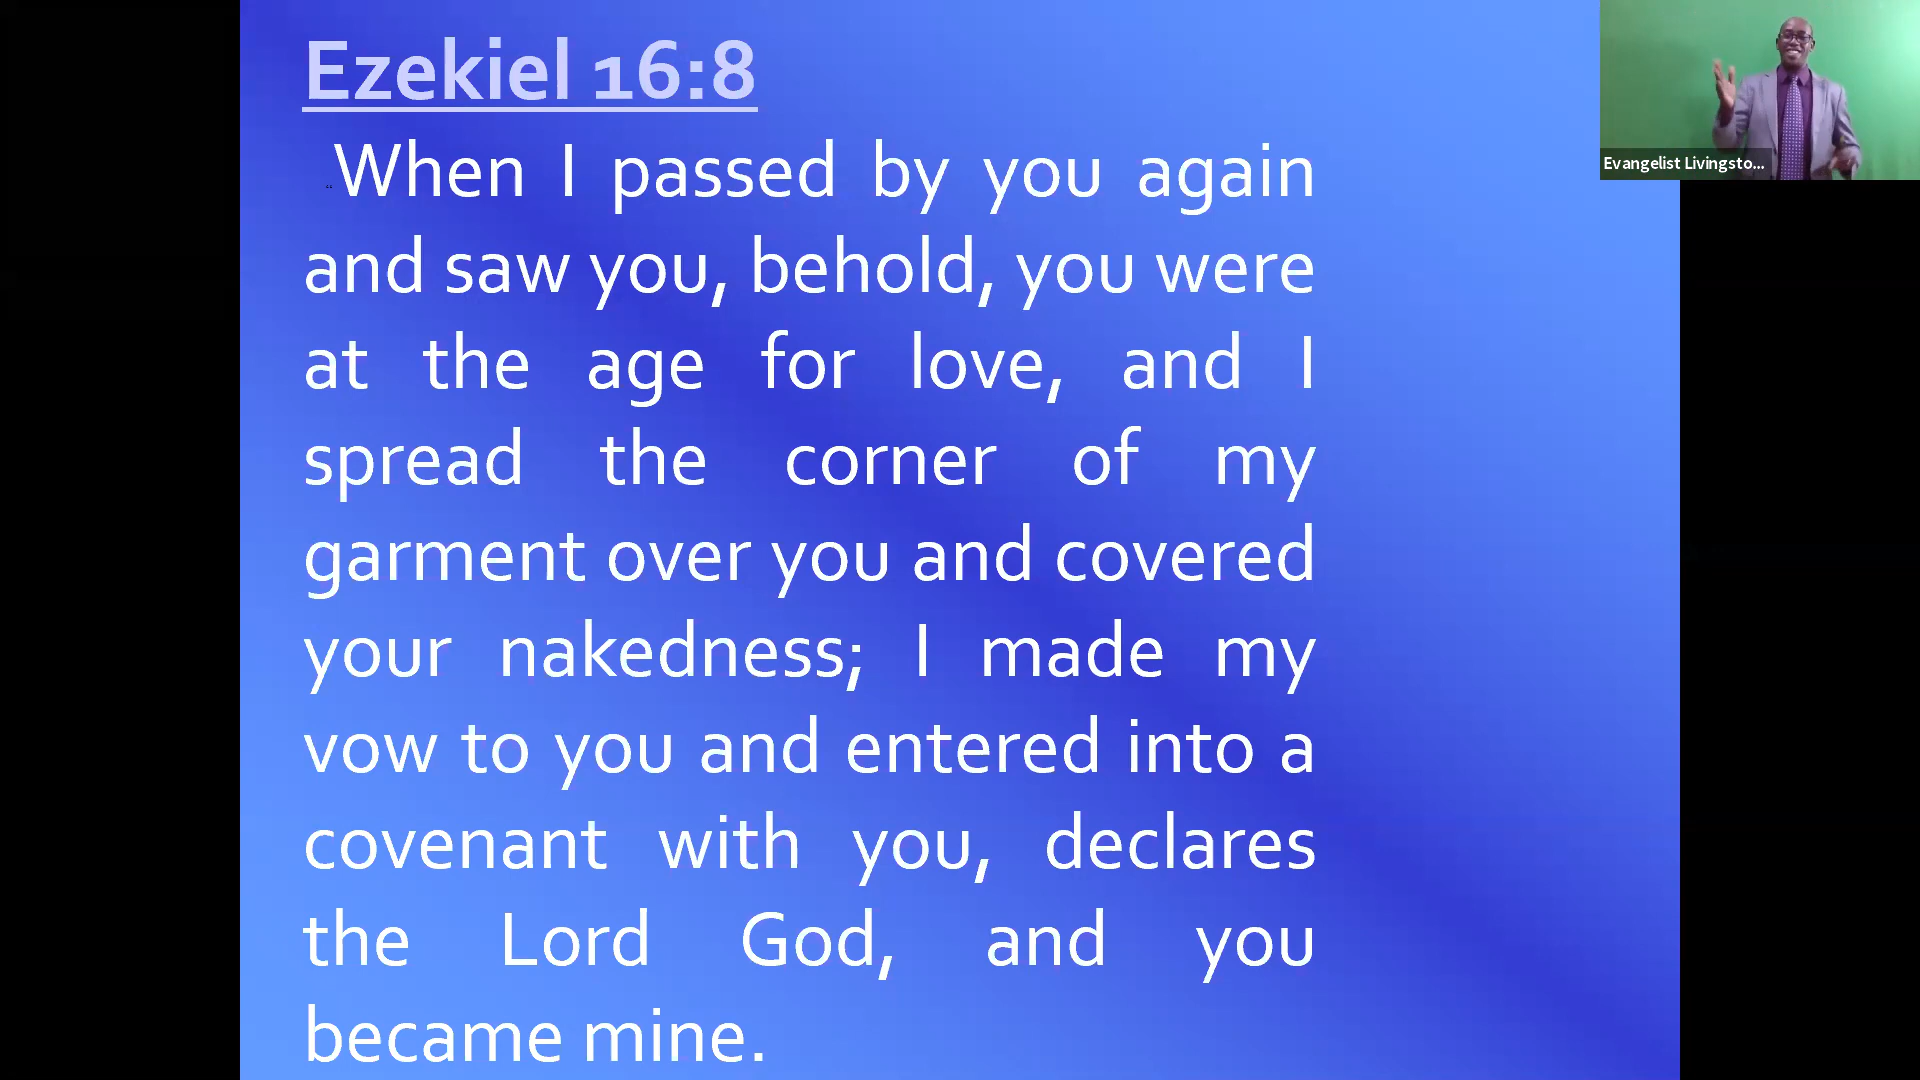 Ezekiel 16:8
“When I passed by you again
and saw you, behold, you were
at the age for love, and I
spread the corner of my
garment over you and covered
your nakedness; I made my
vow to you and entered into a
covenant with you, declares
the Lord God, and you
became mine.
Evangelist Livingsto...